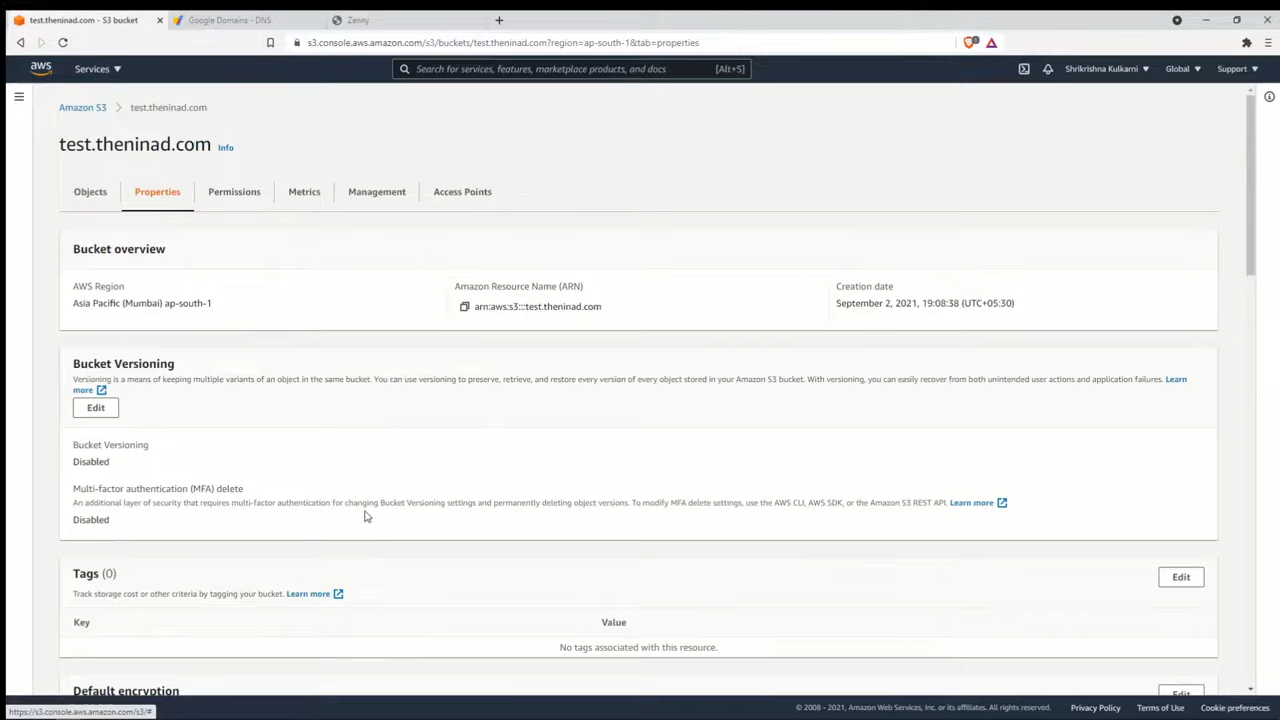 test.theninad.com - S3 bucket
Google Domains - DNS
Zenny
s3.console.aws.amazon.com/s3/buckets/test.theninad.com?region=ap-south-1&tab=properties
aws
Services
Search for services, features, marketplace products, and docs
[Alt+S]
Shrikrishna Kulkarni
Global
Support
Amazon S3 > test.theninad.com
test.theninad.com Info
Objects
Properties
Permissions
Metrics
Management
Access Points
Bucket overview
AWS Region
Asia Pacific (Mumbai) ap-south-1
Amazon Resource Name (ARN)
arn:aws:s3:::test.theninad.com
Creation date
September 2, 2021, 19:08:38 (UTC+05:30)
Bucket Versioning
Versioning is a means of keeping multiple variants of an object in the same bucket. You can use versioning to preserve, retrieve, and restore every version of every object stored in your Amazon S3 bucket. With versioning, you can easily recover from both unintended user actions and application failures. Learn
more
Edit
Bucket Versioning
Disabled
Multi-factor authentication (MFA) delete
An additional layer of security that requires multi-factor authentication for changing Bucket Versioning settings and permanently deleting object versions. To modify MFA delete settings, use the AWS CLI, AWS SDK, or the Amazon S3 REST API. Learn more
Disabled
Tags (0)
Edit
Track storage cost or other criteria by tagging your bucket. Learn more
Key
Value
No tags associated with this resource.
Default encryption
Edit
https://s3.console.aws.amazon.com/s3/#
© 2008 - 2021, Amazon Web Services, Inc. or its affiliates. All rights reserved.
Privacy Policy
Terms of Use
Cookie preferences